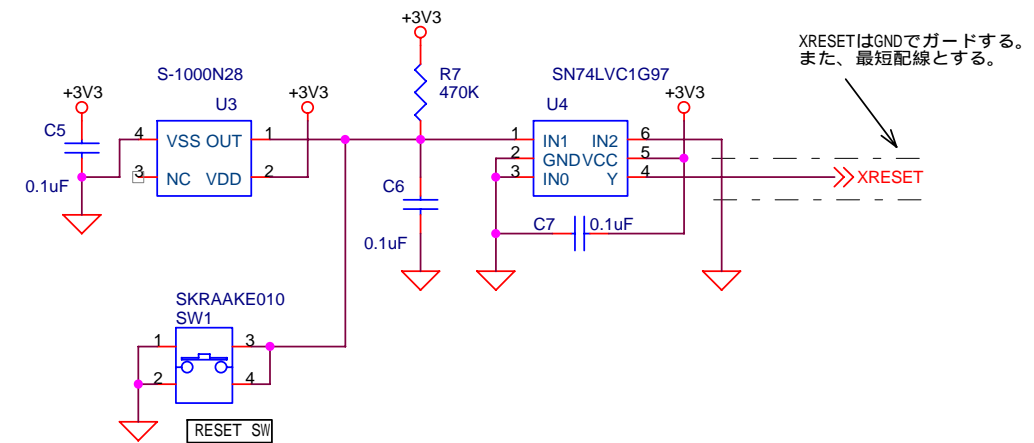 +3V3
XRESETはGNDでガードする。
また、最短配線とする。
S-1000N28
R7
470K
SN74LVC1G97
+3V3
U3
+3V3
U4
+3V3
C5
4
VSS
OUT
1
1
IN1
IN2
6
2
GND
VCC
5
3
NC
VDD
2
3
IN0
Y
4
XRESET
0.1uF
C6
0.1uF
C7
0.1uF
SKRAAKE010
SW1
1
3
2
4
RESET SW